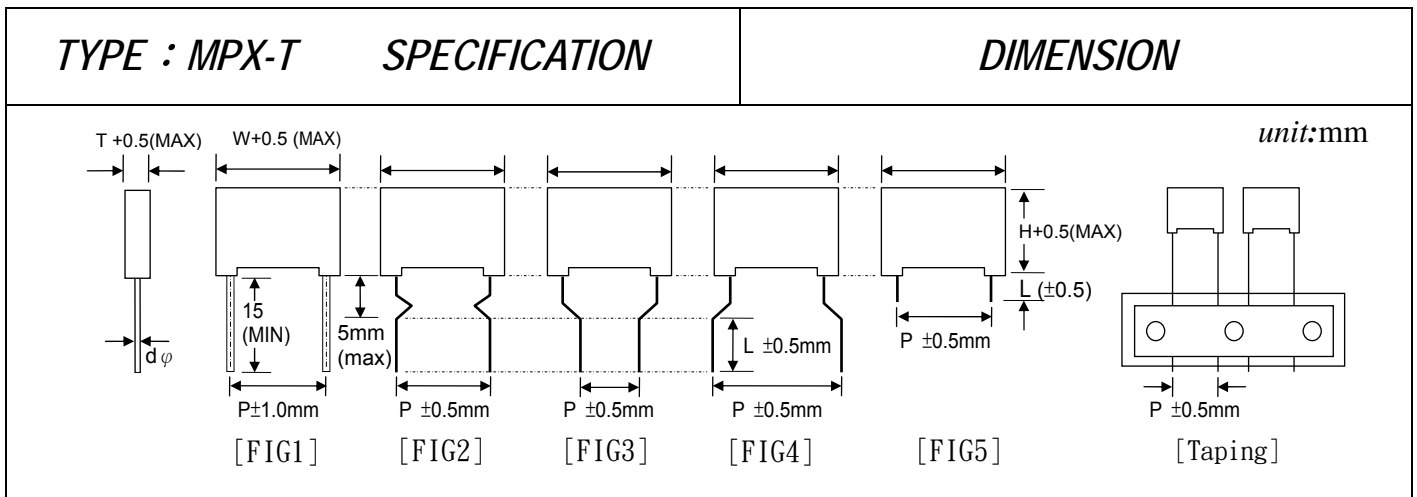 TYPE：MPX-T SPECIFICATION
DIMENSION
unit:mm
T +0.5(MAX)
W+0.5 (MAX)
H+0.5(MAX)
L (±0.5)
15
(MIN)
5mm
(max)
L ±0.5mm
P ±0.5mm
dφ
P±1.0mm
P ±0.5mm
P ±0.5mm
P ±0.5mm
P ±0.5mm
[FIG1]
[FIG2]
[FIG3]
[FIG4]
[FIG5]
[Taping]